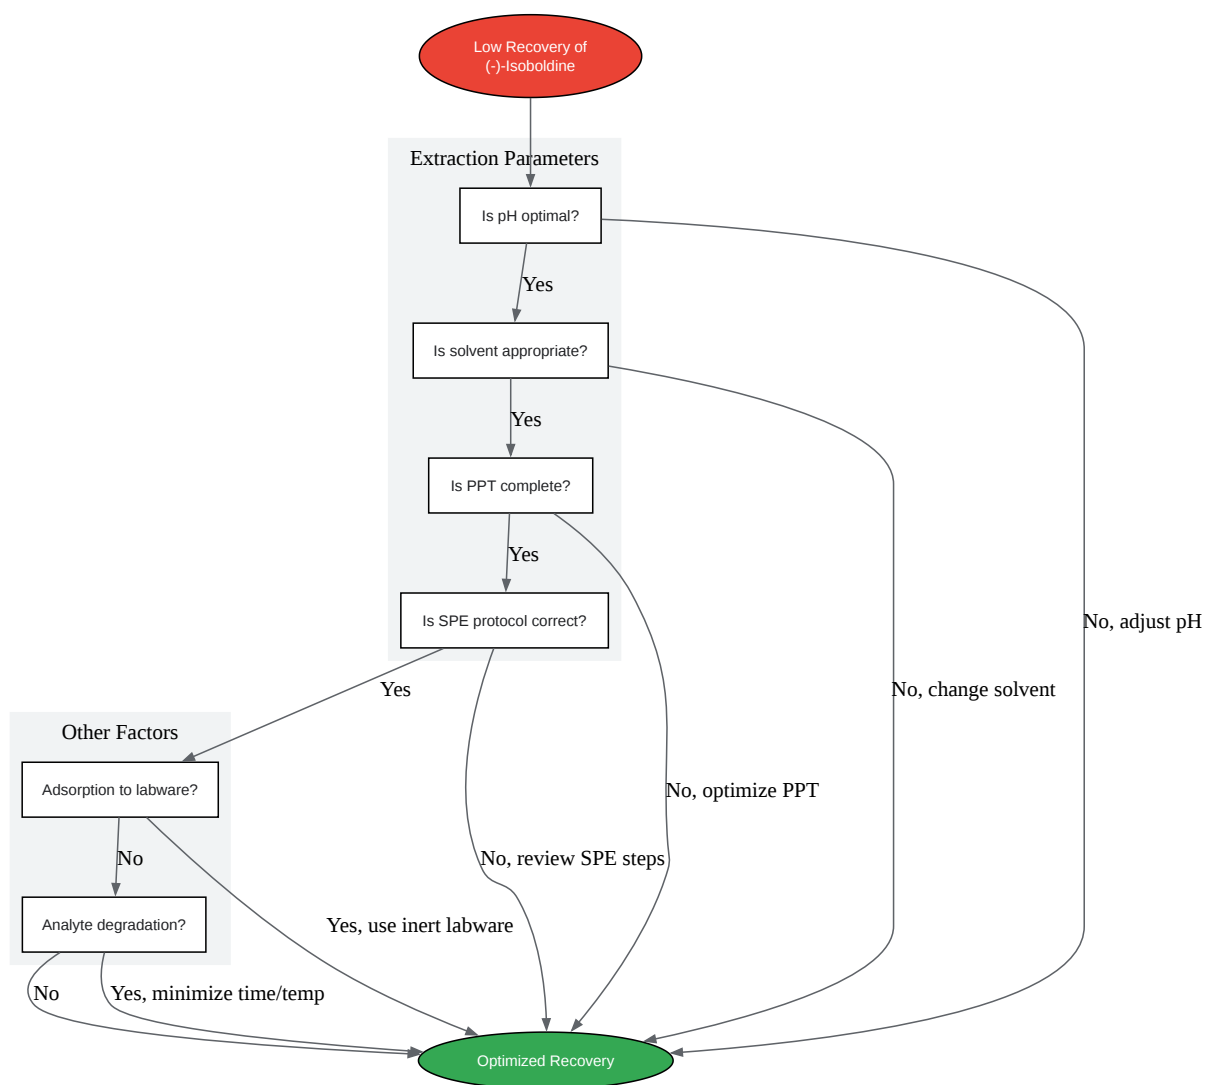 Low Recovery of
(-)-Isoboldine
Extraction Parameters
Is pH optimal?
Yes
Is solvent appropriate?
Yes
Is PPT complete?
Yes
Is SPE protocol correct?
No, adjust pH
Yes
No, change solvent
Other Factors
Adsorption to labware?
No, optimize PPT
No
No, review SPE steps
Analyte degradation?
Yes, use inert labware
No
Yes, minimize time/temp
Optimized Recovery